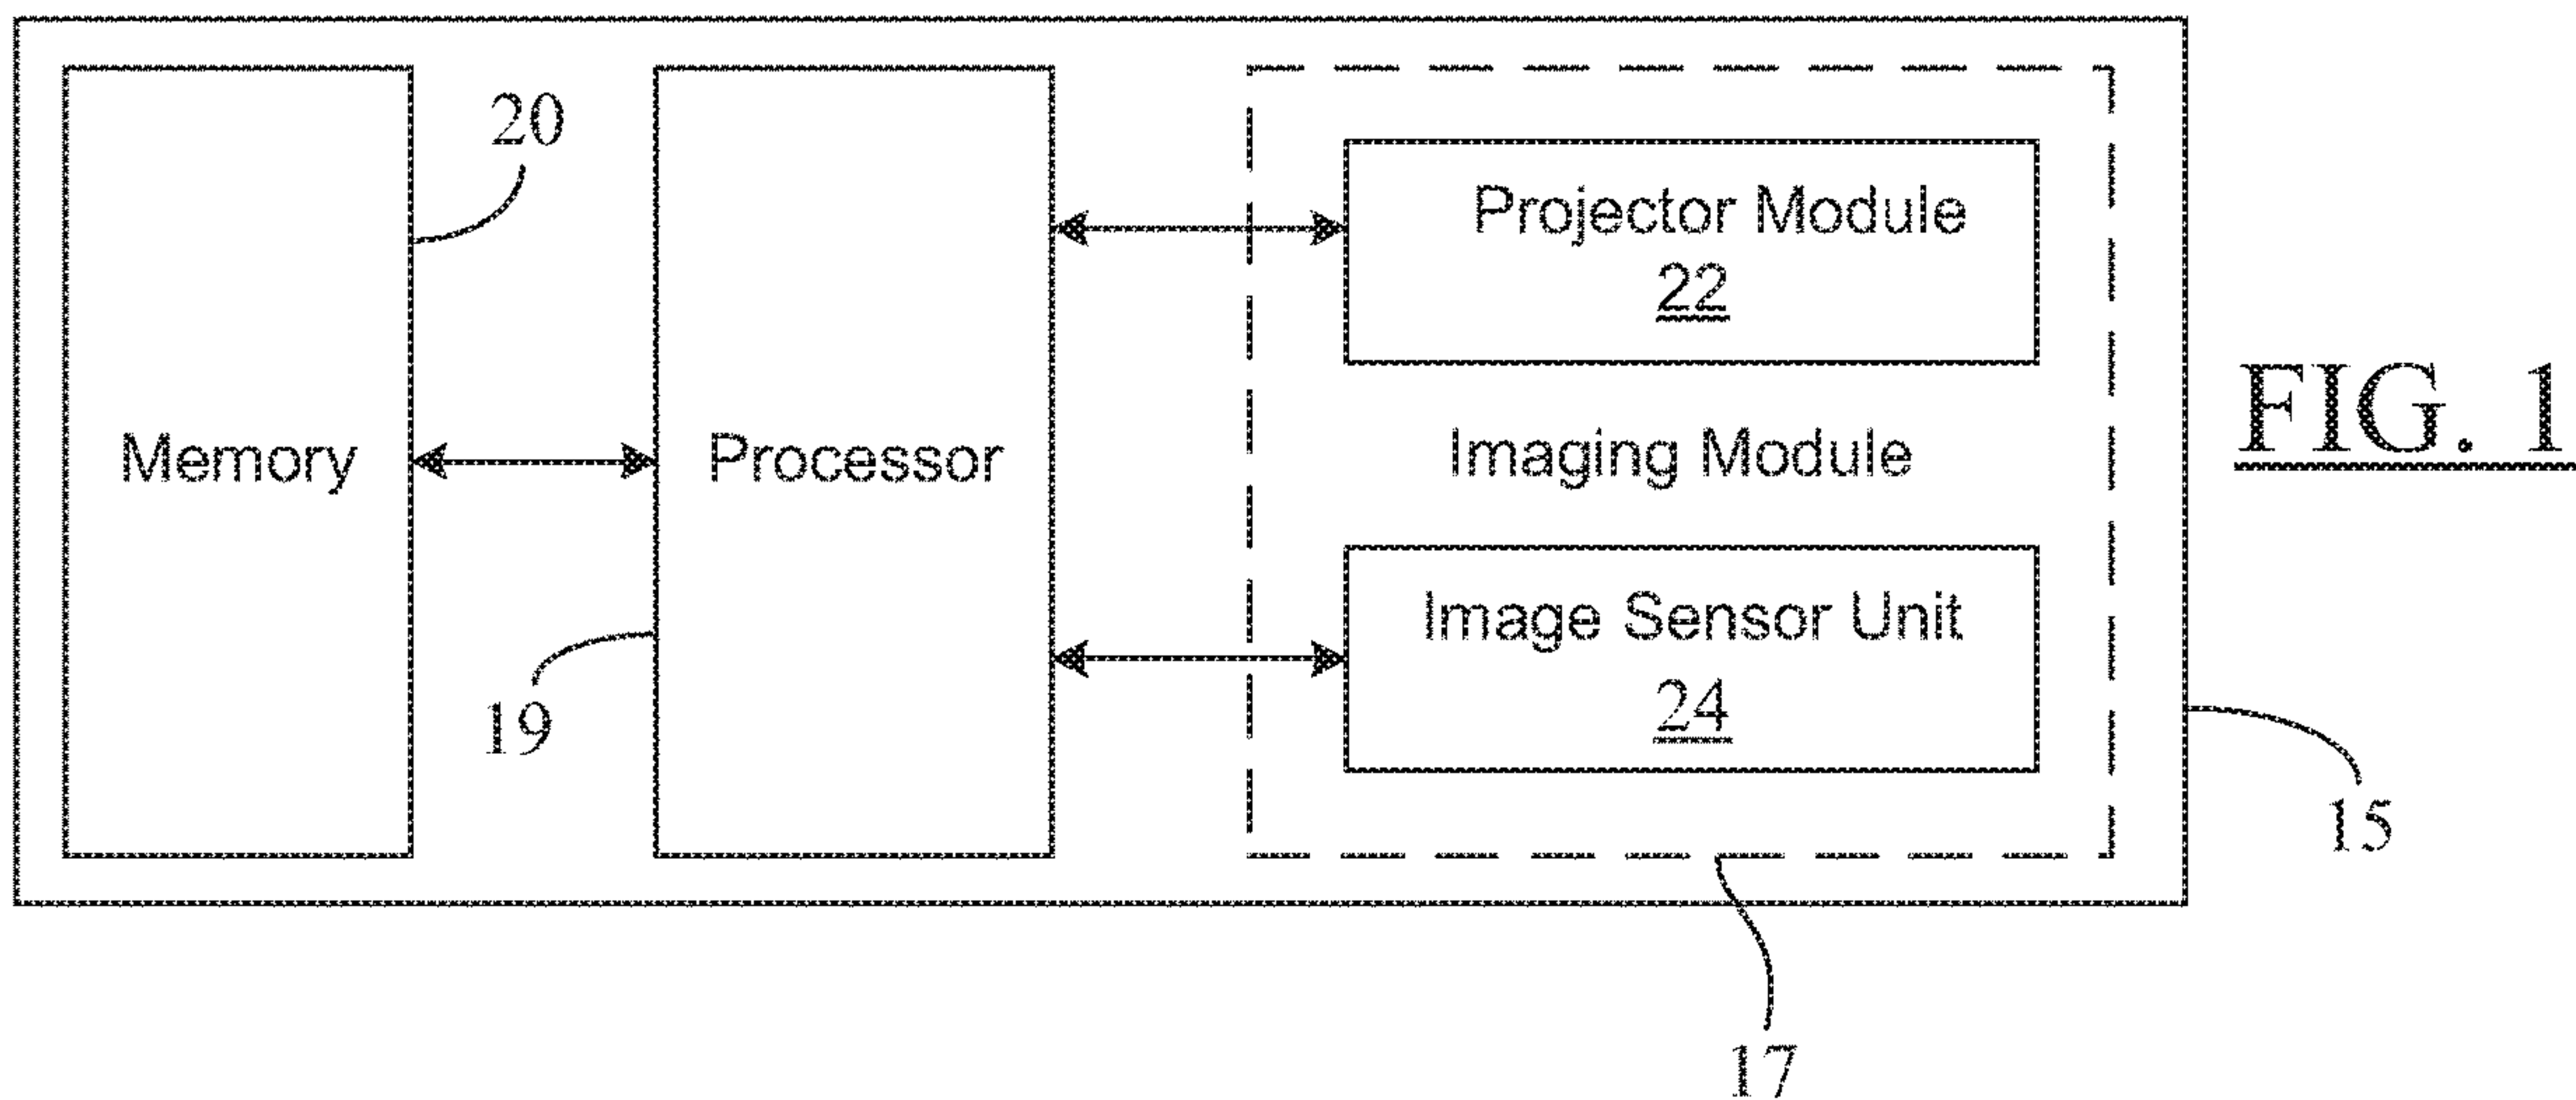 20
Projector Module
22
FIG. 1
Memory
Processor
Imaging Module
Image Sensor Unit
24
19
15
17